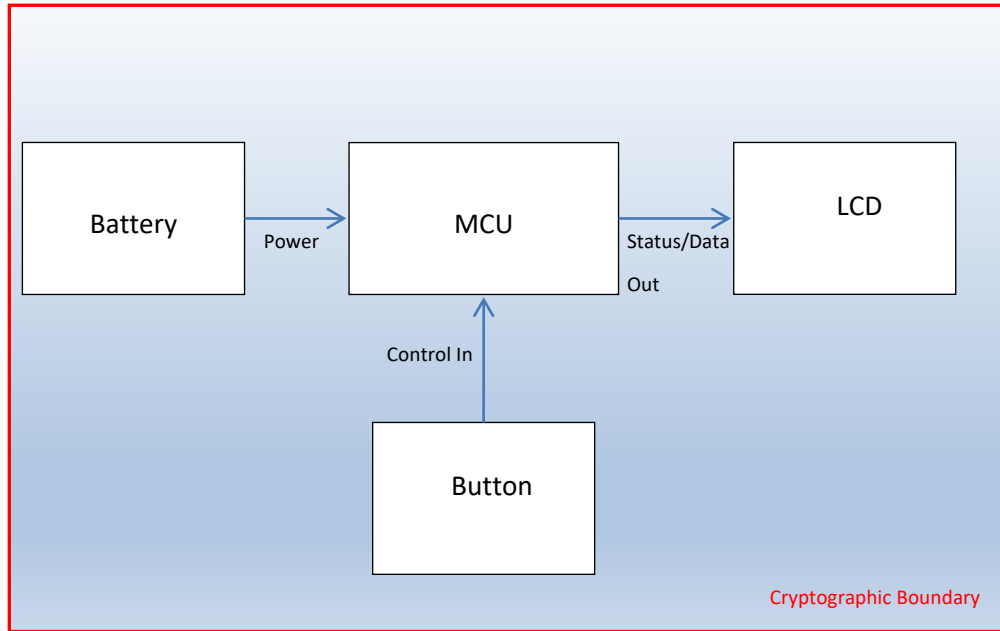 Battery
MCU
LCD
Power
Status/Data
Out
Control In
Button
Cryptographic Boundary